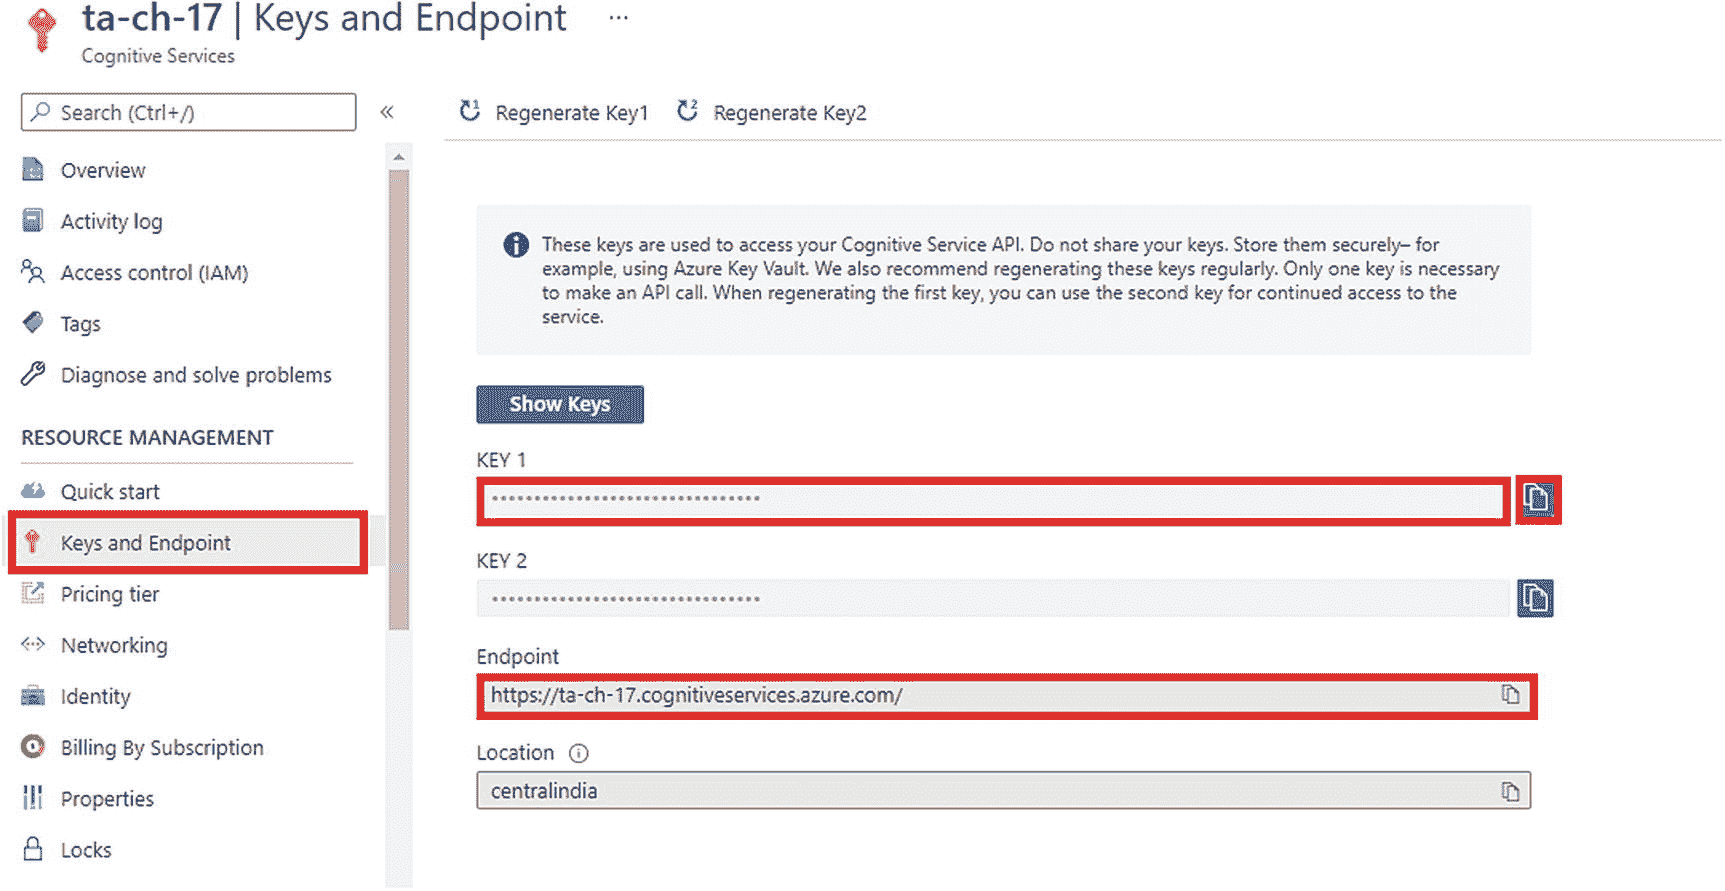 ta-ch-17 | Keys and Endpoint ...
Cognitive Services
Search (Ctrl+/)
«
Regenerate Key1
Regenerate Key2
Overview
Activity log
Access control (IAM)
Tags
Diagnose and solve problems
RESOURCE MANAGEMENT
Quick start
Keys and Endpoint
Pricing tier
Networking
Identity
Billing By Subscription
Properties
Locks
These keys are used to access your Cognitive Service API. Do not share your keys. Store them securely– for
example, using Azure Key Vault. We also recommend regenerating these keys regularly. Only one key is necessary
to make an API call. When regenerating the first key, you can use the second key for continued access to the
service.
Show Keys
KEY 1
••••••••••••••••••••••••••••••••
KEY 2
••••••••••••••••••••••••••••••••
Endpoint
https://ta-ch-17.cognitiveservices.azure.com/
Location
centralindia